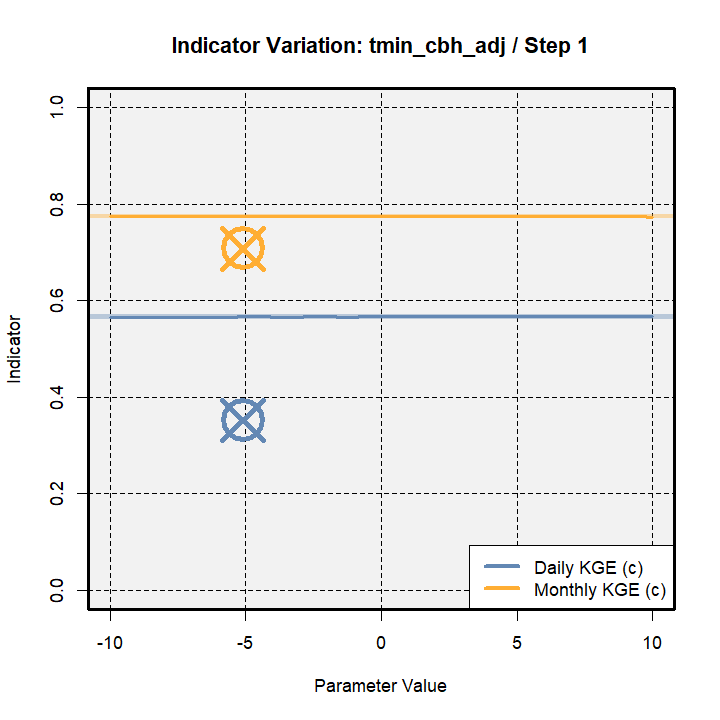 Indicator Variation: tmin_cbh_adj / Step 1
Indicator
1.0
0.8
0.6
0.4
0.2
0.0
-10
-5
0
5
10
Parameter Value
Daily KGE (c)
Monthly KGE (c)